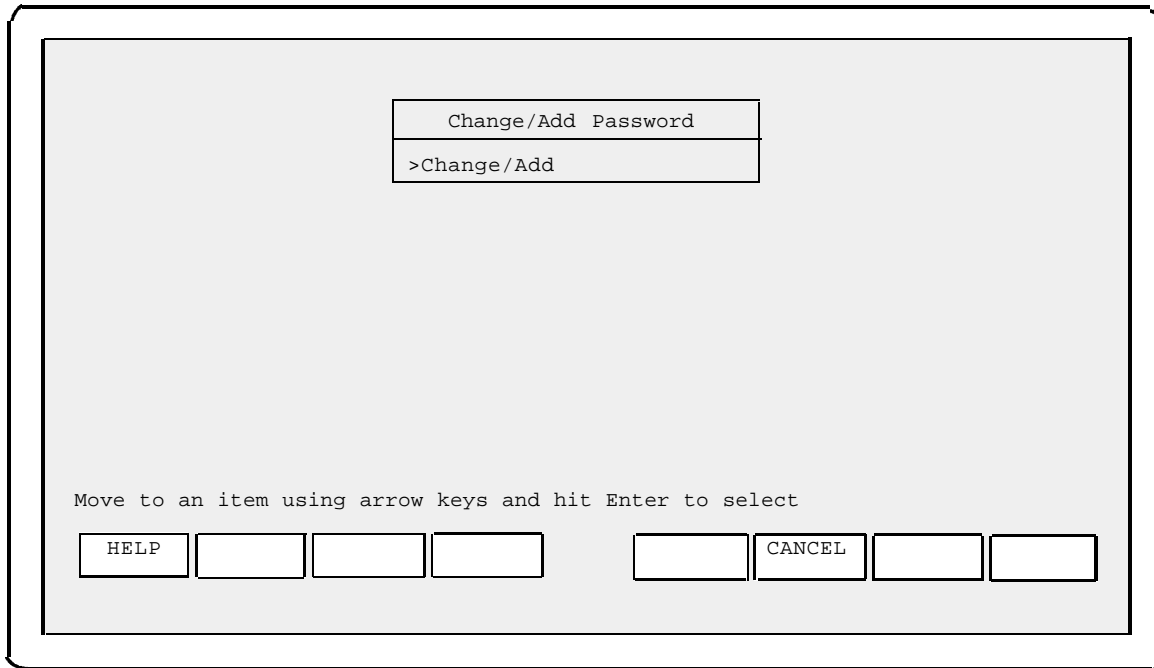 Change/Add Password
>Change/Add
Move to an item using arrow keys and hit Enter to select
HELP CANCEL